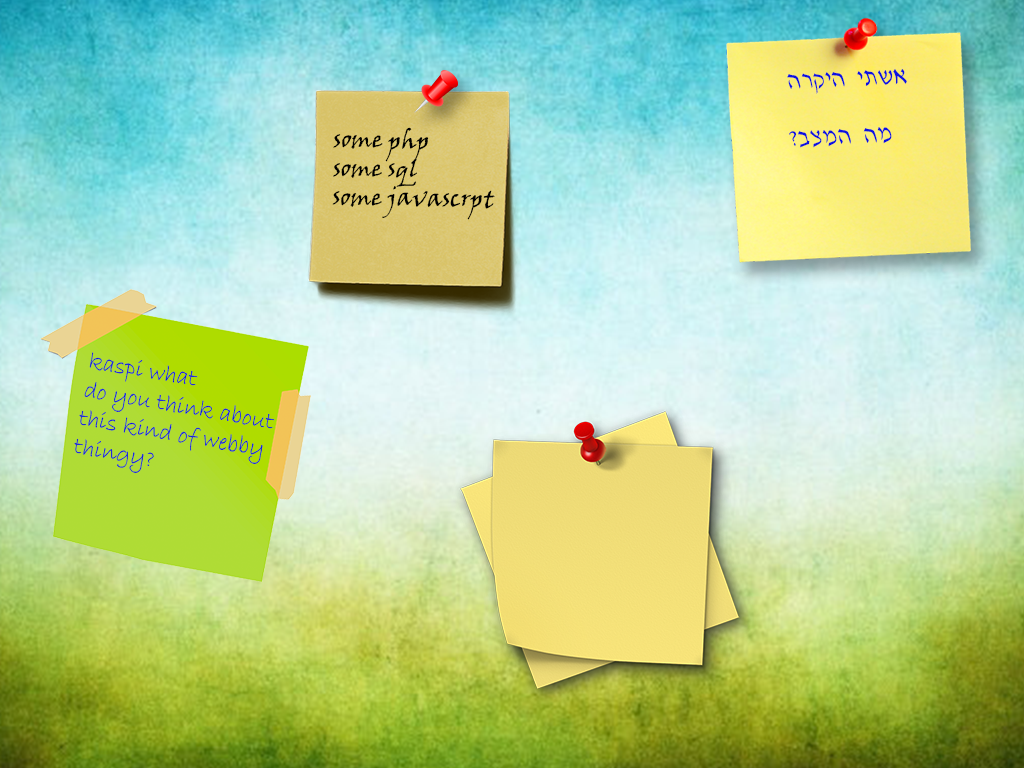 some php
some sql
some javascrpt
אשתי היקרה
מה המצב?
kaspi what
do you think about
this kind of webby
thingy?